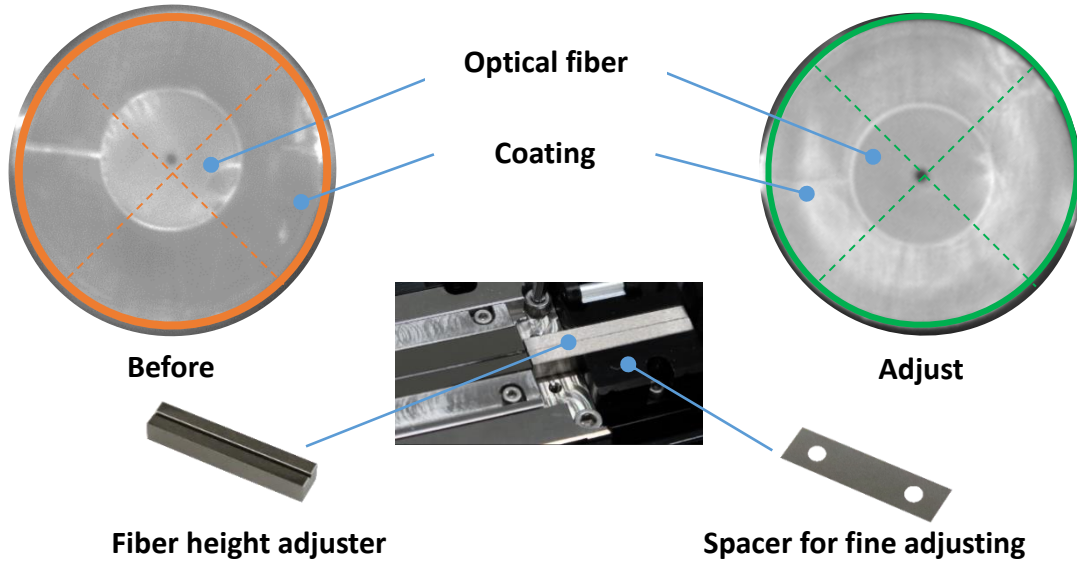 Optical fiber
Coating
Before
Adjust
Fiber height adjuster
Spacer for fine adjusting